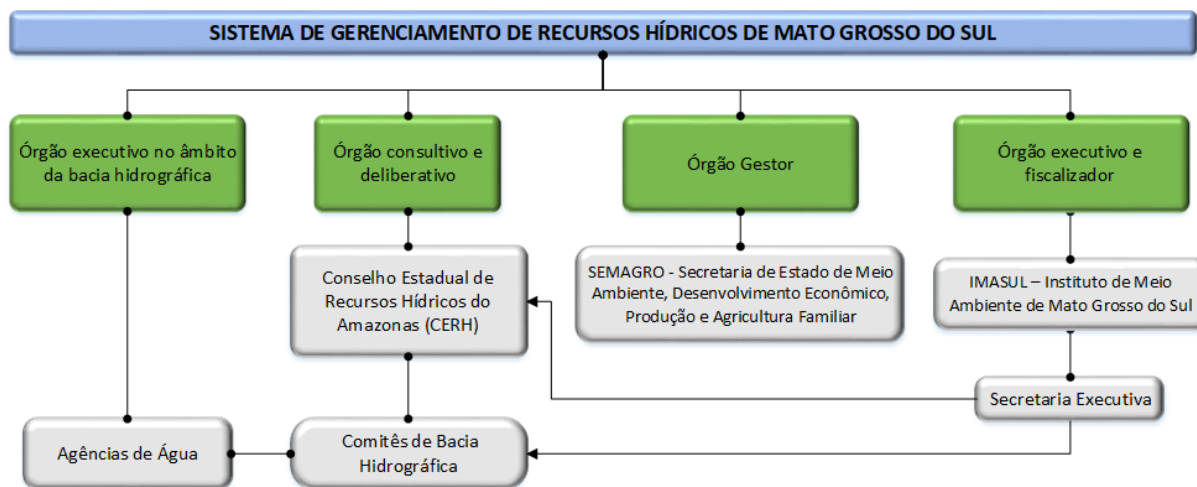 SISTEMA DE GERENCIAMENTO DE RECURSOS HÍDRICOS DE MATO GROSSO DO SUL
Órgão executivo no âmbito
da bacia hidrográfica
Órgão consultivo e
deliberativo
Órgão Gestor
Órgão executivo e
fiscalizador
Conselho Estadual de
Recursos Hídricos do
Amazonas (CERH)
SEMAGRO - Secretaria de Estado de Meio
Ambiente, Desenvolvimento Econômico,
Produção e Agricultura Familiar
IMASUL – Instituto de Meio
Ambiente de Mato Grosso do Sul
Secretaria Executiva
Agências de Água
Comitês de Bacia
Hidrográfica